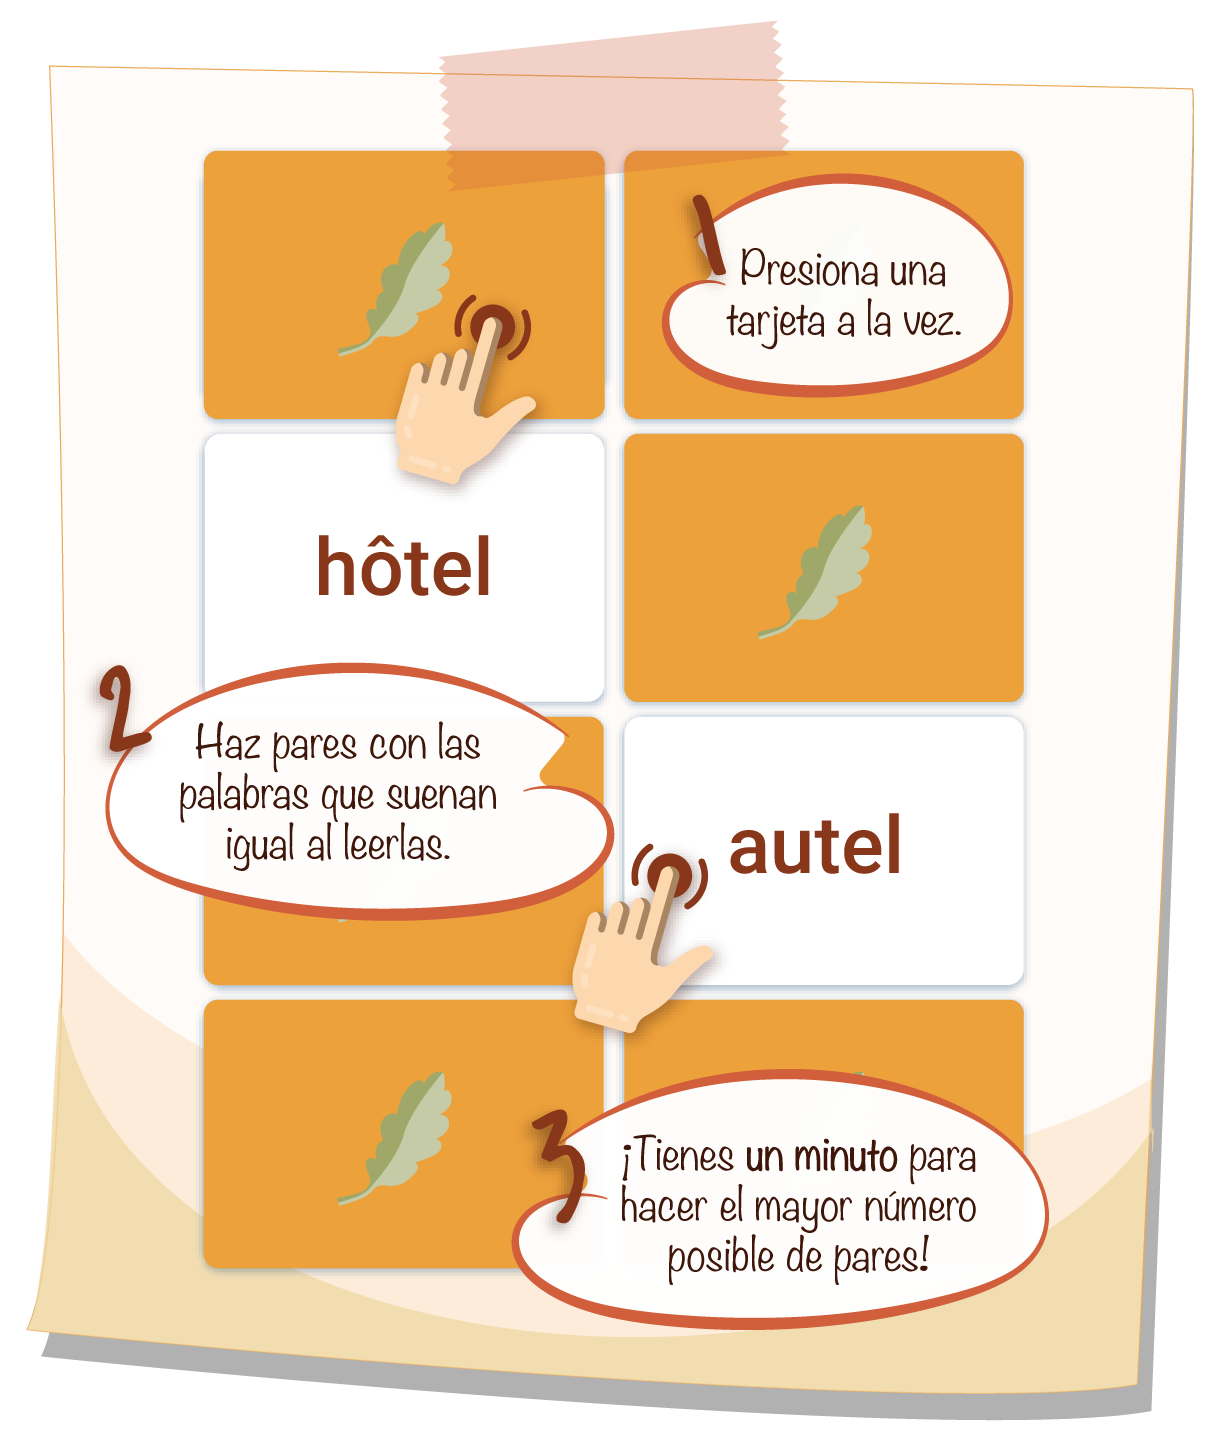 1
Presiona una
tarjeta a la vez.
hôtel
2
Haz pares con las
palabras que suenan
igual al leerlas.
autel
3
¡Tienes un minuto para
hacer el mayor número
posible de pares!